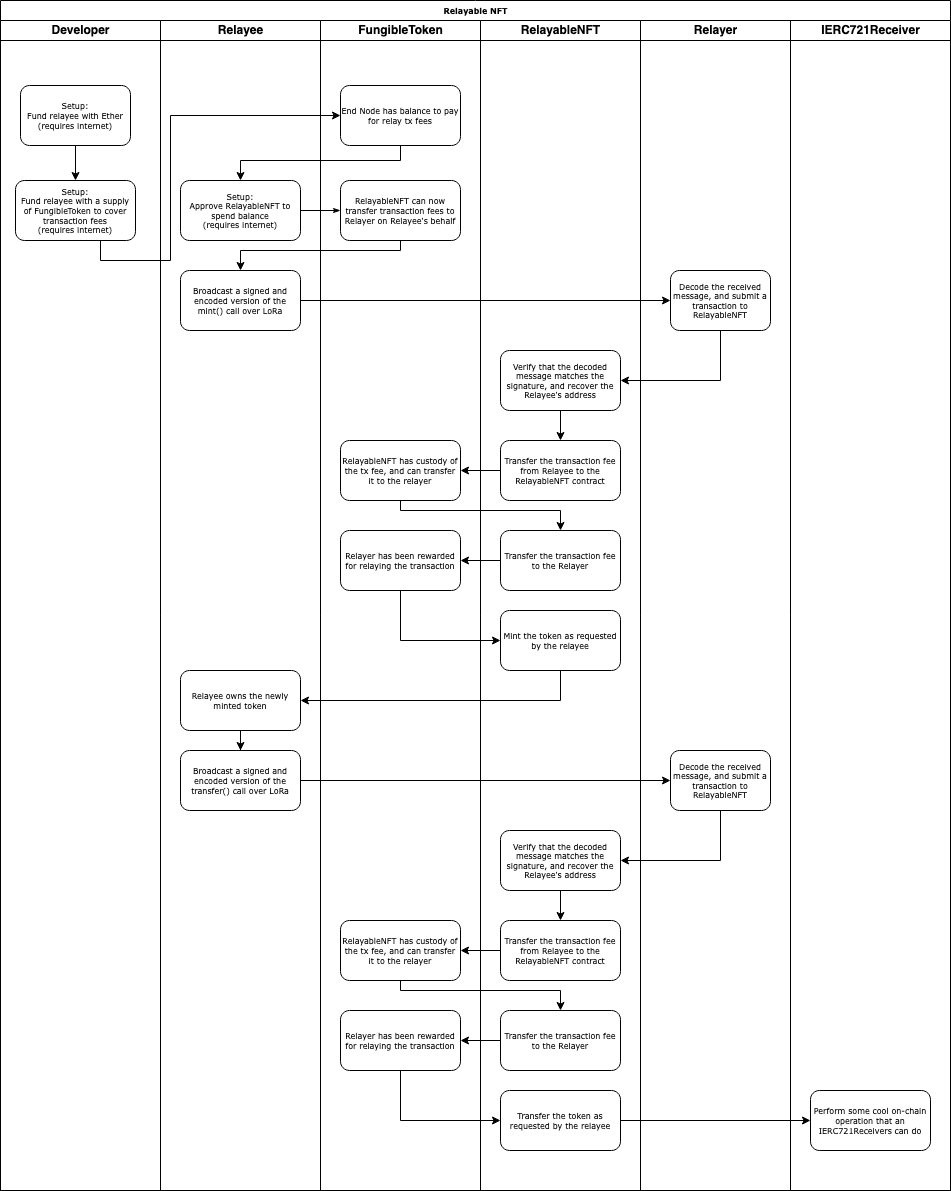 Relayable NFT
Developer
Relayee
FungibleToken
RelayableNFT
Relayer
IERC721Receiver
Setup:
Fund relayee with Ether
(requires internet)
End Node has balance to pay
for relay tx fees
Setup:
Fund relayee with a supply
of FungibleToken to cover
transaction fees
(requires internet)
Setup:
Approve RelayableNFT to
spend balance
(requires internet)
RelayableNFT can now
transfer transaction fees to
Relayer on Relayee's behalf
Broadcast a signed and
encoded version of the
mint() call over LoRa
Decode the received
message, and submit a
transaction to
RelayableNFT
Verify that the decoded
message matches the
signature, and recover the
Relayee's address
RelayableNFT has custody of
the tx fee, and can transfer
it to the relayer
Transfer the transaction fee
from Relayee to the
RelayableNFT contract
Relayer has been rewarded
for relaying the transaction
Transfer the transaction fee
to the Relayer
Mint the token as requested
by the relayee
Relayee owns the newly
minted token
Broadcast a signed and
encoded version of the
transfer() call over LoRa
Decode the received
message, and submit a
transaction to
RelayableNFT
Verify that the decoded
message matches the
signature, and recover the
Relayee's address
RelayableNFT has custody of
the tx fee, and can transfer
it to the relayer
Transfer the transaction fee
from Relayee to the
RelayableNFT contract
Relayer has been rewarded
for relaying the transaction
Transfer the transaction fee
to the Relayer
Transfer the token as
requested by the relayee
Perform some cool on-chain
operation that an
IERC721Receivers can do